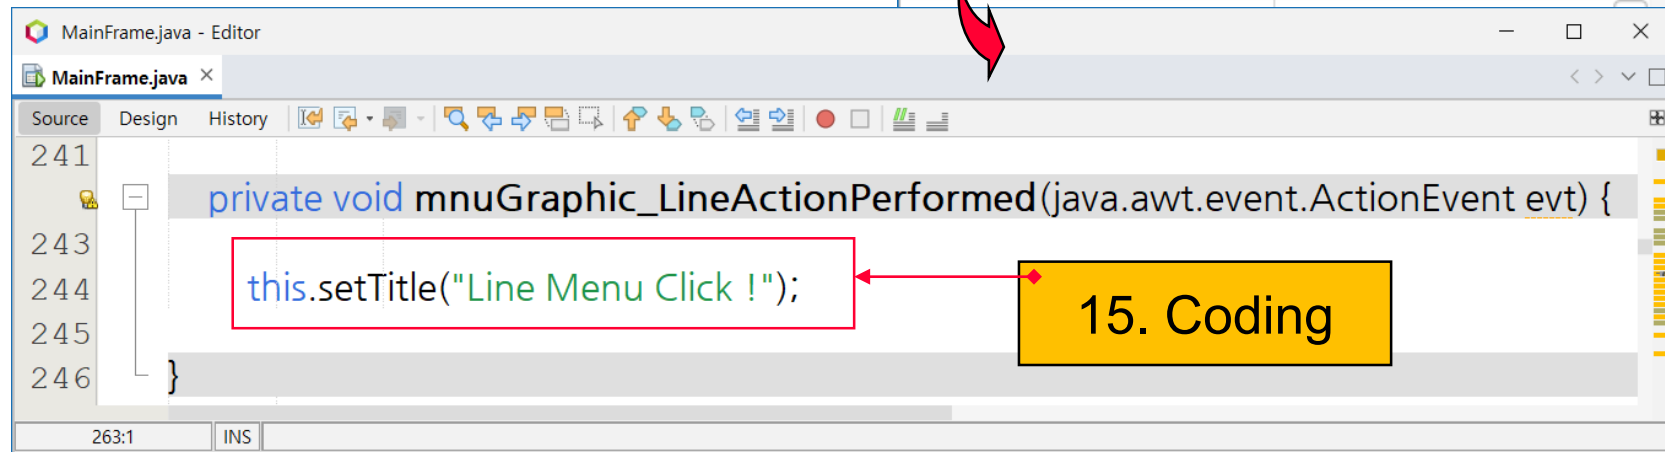 MainFrame.java - Editor
MainFrame.java
Source Design History
241
private void mnuGraphic_LineActionPerformed(java.awt.event.ActionEvent evt) {
243
244 this.setTitle("Line Menu Click !");
15. Coding
245
246 }
263:1 INS